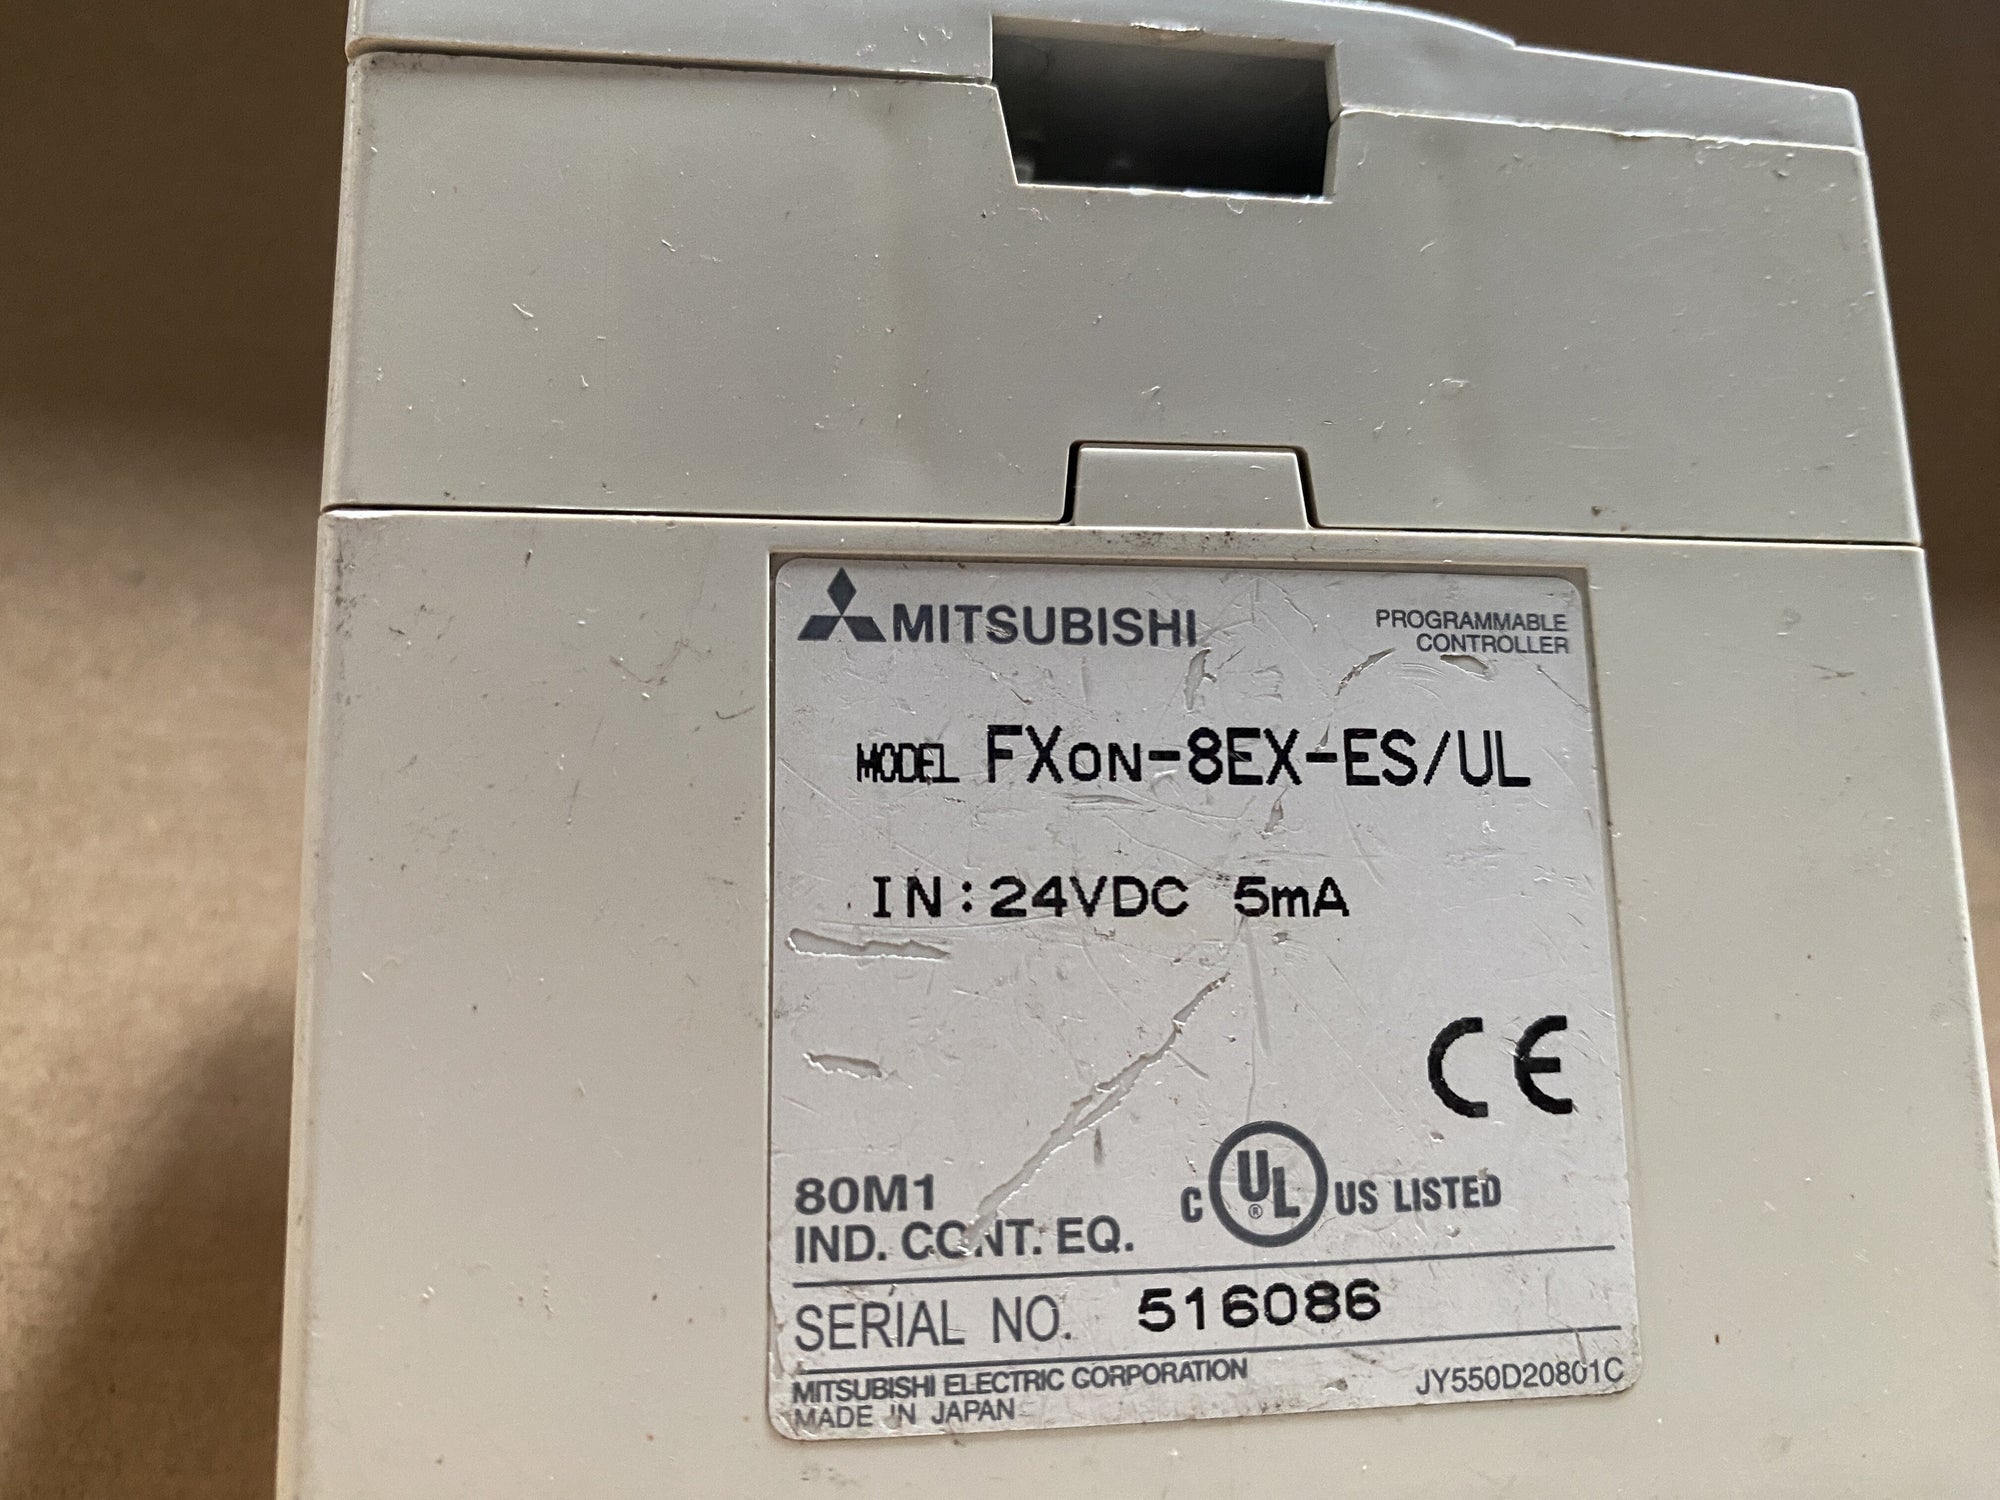 MITSUBISHI
PROGRAMMABLE
CONTROLLER
MODEL FX0N-8EX-ES/UL
IN:24VDC 5mA
CE
80M1
IND. CONT. EQ.
C UL ® US LISTED
SERIAL NO. 516086
MITSUBISHI ELECTRIC CORPORATION
MADE IN JAPAN
JY550D20801C